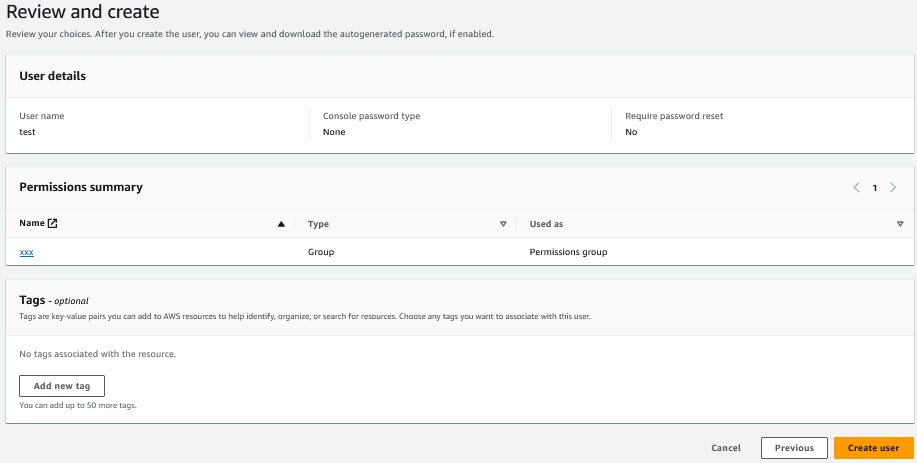 Review and create
Review your choices. After you create the user, you can view and download the autogenerated password, if enabled.
User details
User name
Console password type
Require password reset
test
None
No
Permissions summary
1
Name
Type
Used as
xxx
Group
Permissions group
Tags - optional
Tags are key-value pairs you can add to AWS resources to help identify, organize, or search for resources. Choose any tags you want to associate with this user.
No tags associated with the resource.
Add new tag
You can add up to 50 more tags.
Cancel
Previous
Create user